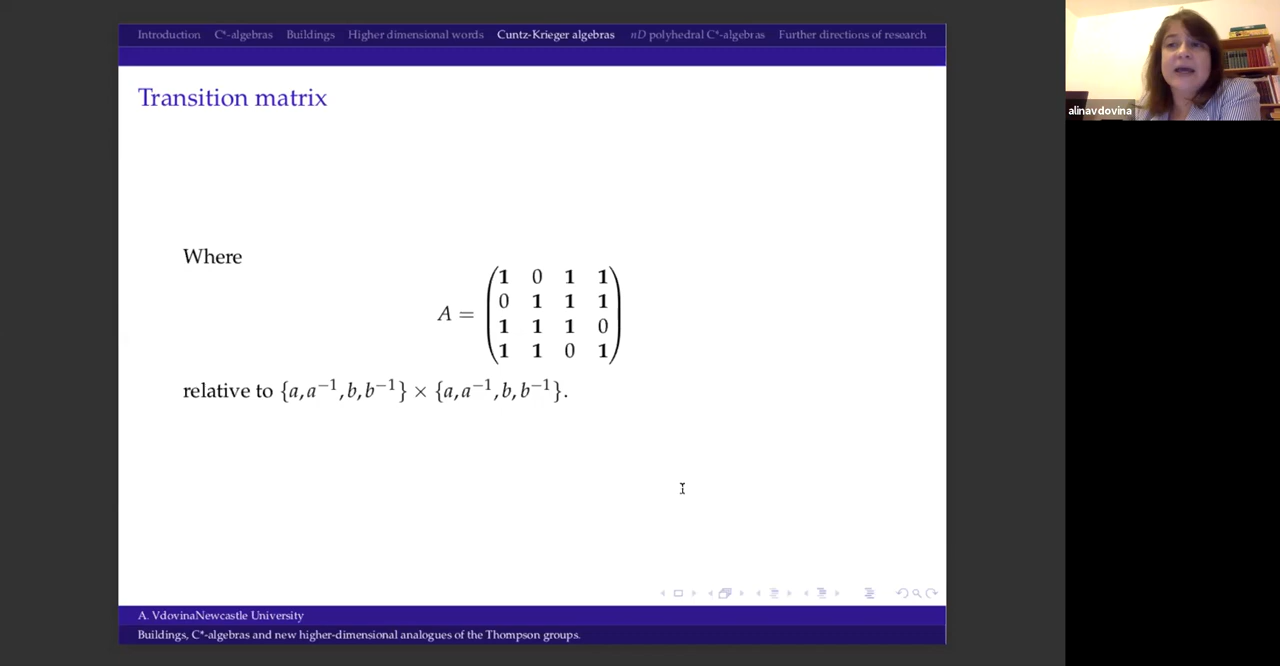 Introduction C*-algebras Buildings Higher dimensional words Cuntz-Krieger algebras nD polyhedral C*-algebras Further directions of research
Transition matrix
Where
A = (1 0 1 1
0 1 1 1
1 1 1 0
1 1 0 1)
relative to {a, a⁻¹, b, b⁻¹} × {a, a⁻¹, b, b⁻¹}.
A. VdovinaNewcastle University
Buildings, C*-algebras and new higher-dimensional analogues of the Thompson groups.
alinavdovina